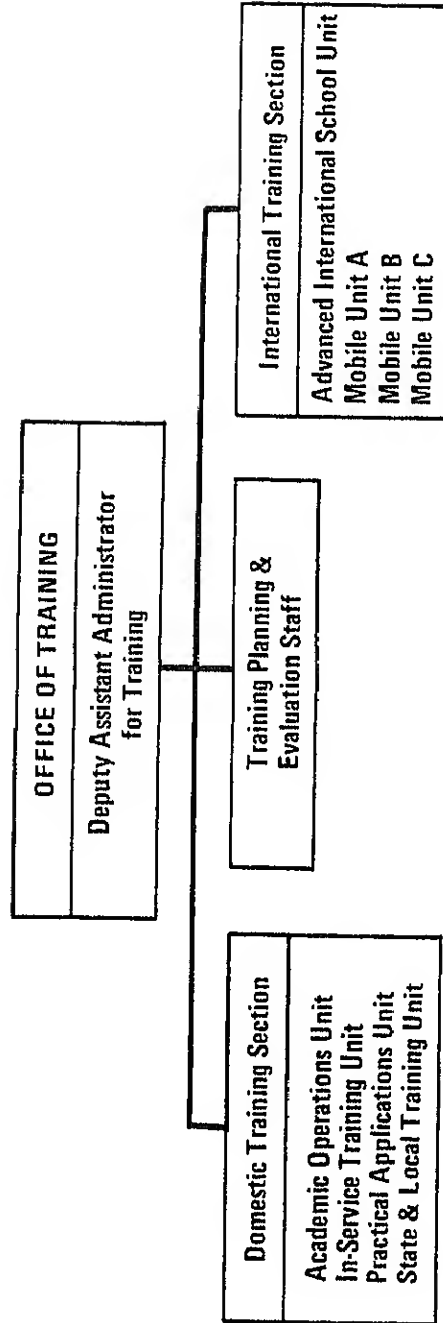 OFFICE OF TRAINING
Deputy Assistant Administrator
for Training
Domestic Training Section
Academic Operations Unit
In-Service Training Unit
Practical Applications Unit
State & Local Training Unit
Training Planning &
Evaluation Staff
International Training Section
Advanced International School Unit
Mobile Unit A
Mobile Unit B
Mobile Unit C